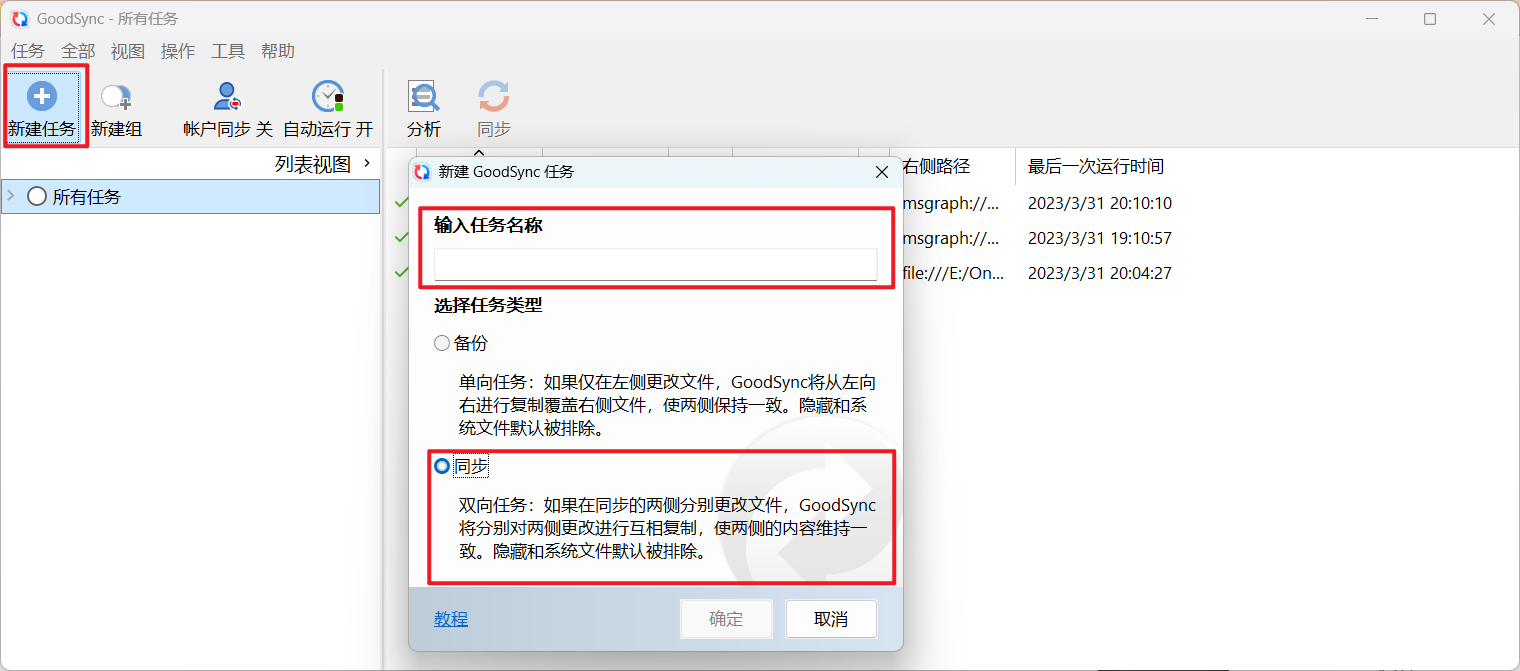 GoodSync - 所有任务
任务 全部 视图 操作 工具 帮助
新建任务 新建组 帐户同步 关 自动运行 开 分析 同步
列表视图
所有任务
右侧路径 最后一次运行时间
msgraph://... 2023/3/31 20:10:10
msgraph://... 2023/3/31 19:10:57
file:///E:/On... 2023/3/31 20:04:27
新建 GoodSync 任务
输入任务名称
选择任务类型
备份
单向任务：如果仅在左侧更改文件，GoodSync将从左向
右进行复制覆盖右侧文件，使两侧保持一致。隐藏和系
统文件默认被排除。
同步
双向任务：如果在同步的两侧分别更改文件，GoodSync
将分别对两侧更改进行互相复制，使两侧的内容维持一
致。隐藏和系统文件默认被排除。
教程 确定 取消